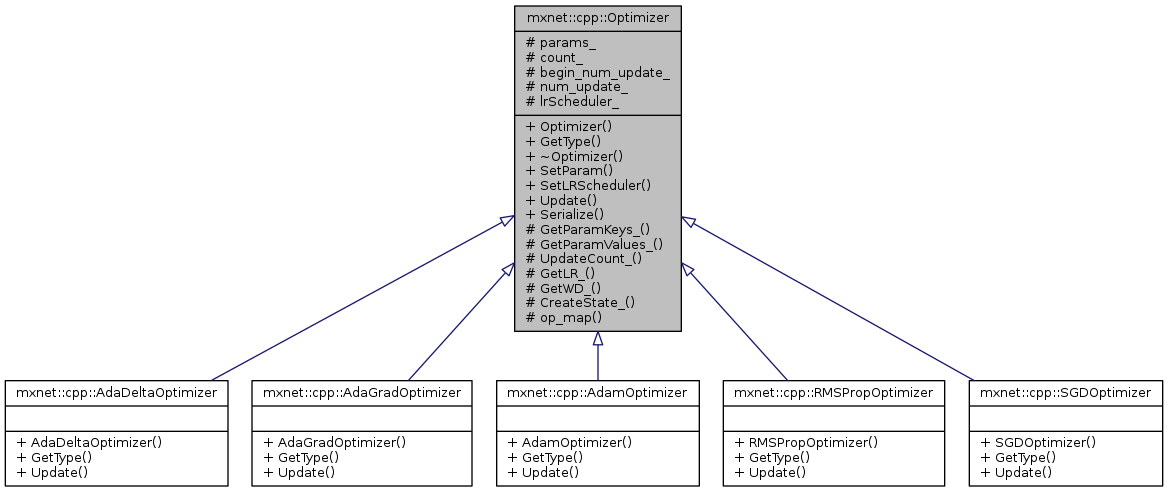 mxnet::cpp::Optimizer
# params_
# count_
# begin_num_update_
# num_update_
# lrScheduler_
+ Optimizer()
+ GetType()
+ ~Optimizer()
+ SetParam()
+ SetLRScheduler()
+ Update()
+ Serialize()
# GetParamKeys_()
# GetParamValues_()
# UpdateCount_()
# GetLR_()
# GetWD_()
# CreateState_()
# op_map()
mxnet::cpp::AdaDeltaOptimizer
+ AdaDeltaOptimizer()
+ GetType()
+ Update()
mxnet::cpp::AdaGradOptimizer
+ AdaGradOptimizer()
+ GetType()
+ Update()
mxnet::cpp::AdamOptimizer
+ AdamOptimizer()
+ GetType()
+ Update()
mxnet::cpp::RMSPropOptimizer
+ RMSPropOptimizer()
+ GetType()
+ Update()
mxnet::cpp::SGDOptimizer
+ SGDOptimizer()
+ GetType()
+ Update()